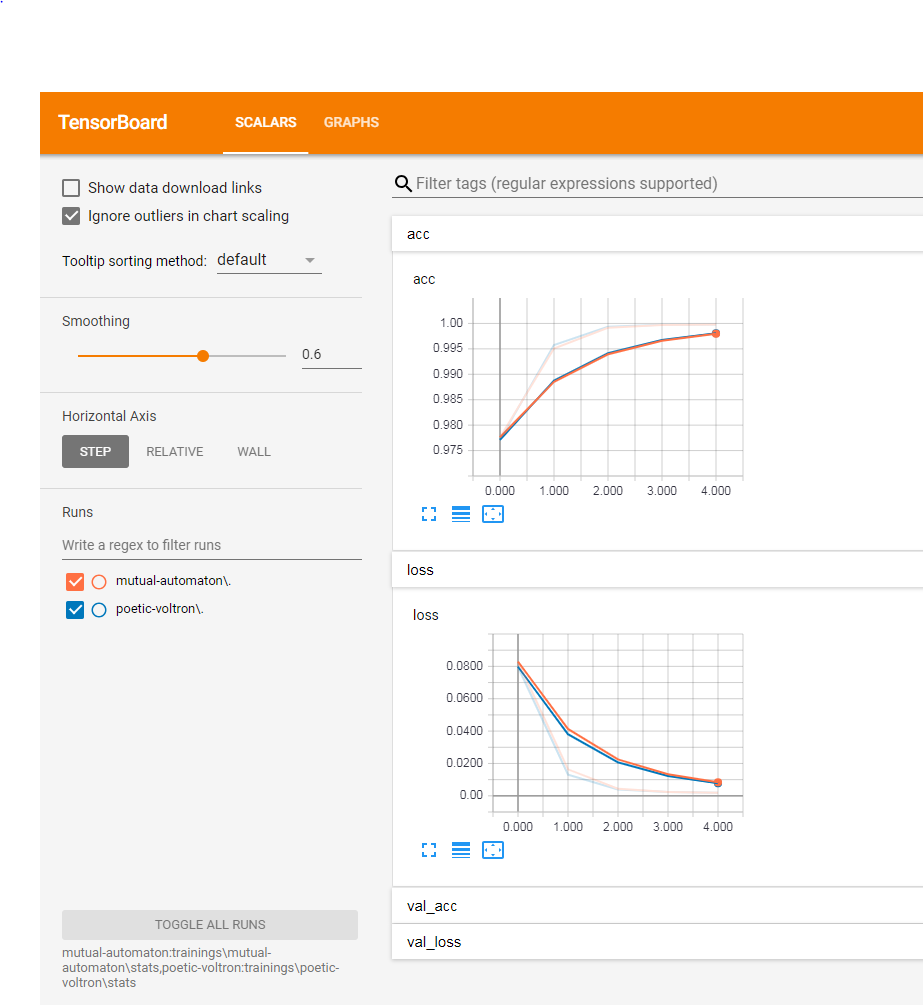 TensorBoard SCALARS GRAPHS
Show data download links
Ignore outliers in chart scaling
Tooltip sorting method: default
Smoothing
0.6
Horizontal Axis
STEP RELATIVE WALL
Runs
Write a regex to filter runs
mutual-automaton\.
poetic-voltron\.
TOGGLE ALL RUNS
mutual-automaton:trainings\mutual-
automaton\stats,poetic-voltron:trainings\poetic-
voltron\stats
Filter tags (regular expressions supported)
acc
acc
1.00
0.995
0.990
0.985
0.980
0.975
0.000 1.000 2.000 3.000 4.000
loss
loss
0.0800
0.0600
0.0400
0.0200
0.00
0.000 1.000 2.000 3.000 4.000
val_acc
val_loss